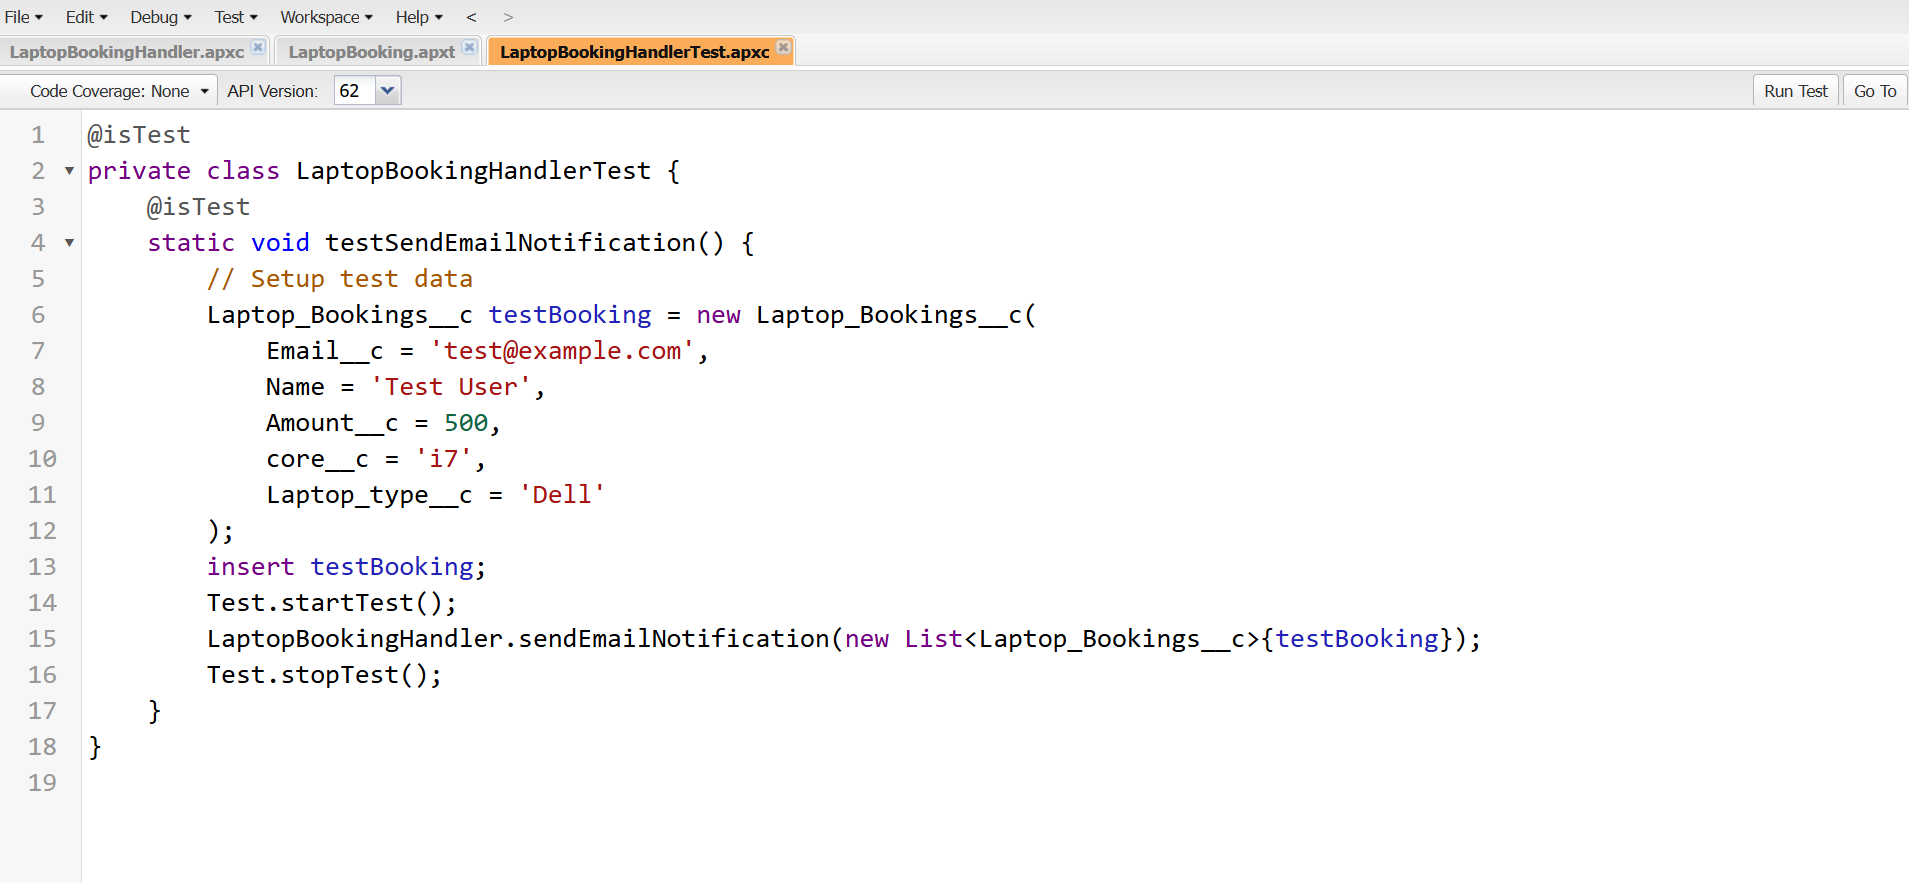 File Edit Debug Test Workspace Help < >
LaptopBookingHandler.apxc LaptopBooking.apxt LaptopBookingHandlerTest.apxc
Code Coverage: None API Version: 62 Run Test Go To
1 @isTest
2 private class LaptopBookingHandlerTest {
3 @isTest
4 static void testSendEmailNotification() {
5 // Setup test data
6 Laptop_Bookings__c testBooking = new Laptop_Bookings__c(
7 Email__c = 'test@example.com',
8 Name = 'Test User',
9 Amount__c = 500,
10 core__c = 'i7',
11 Laptop_type__c = 'Dell'
12 );
13 insert testBooking;
14 Test.startTest();
15 LaptopBookingHandler.sendEmailNotification(new List<Laptop_Bookings__c>{testBooking});
16 Test.stopTest();
17 }
18 }
19